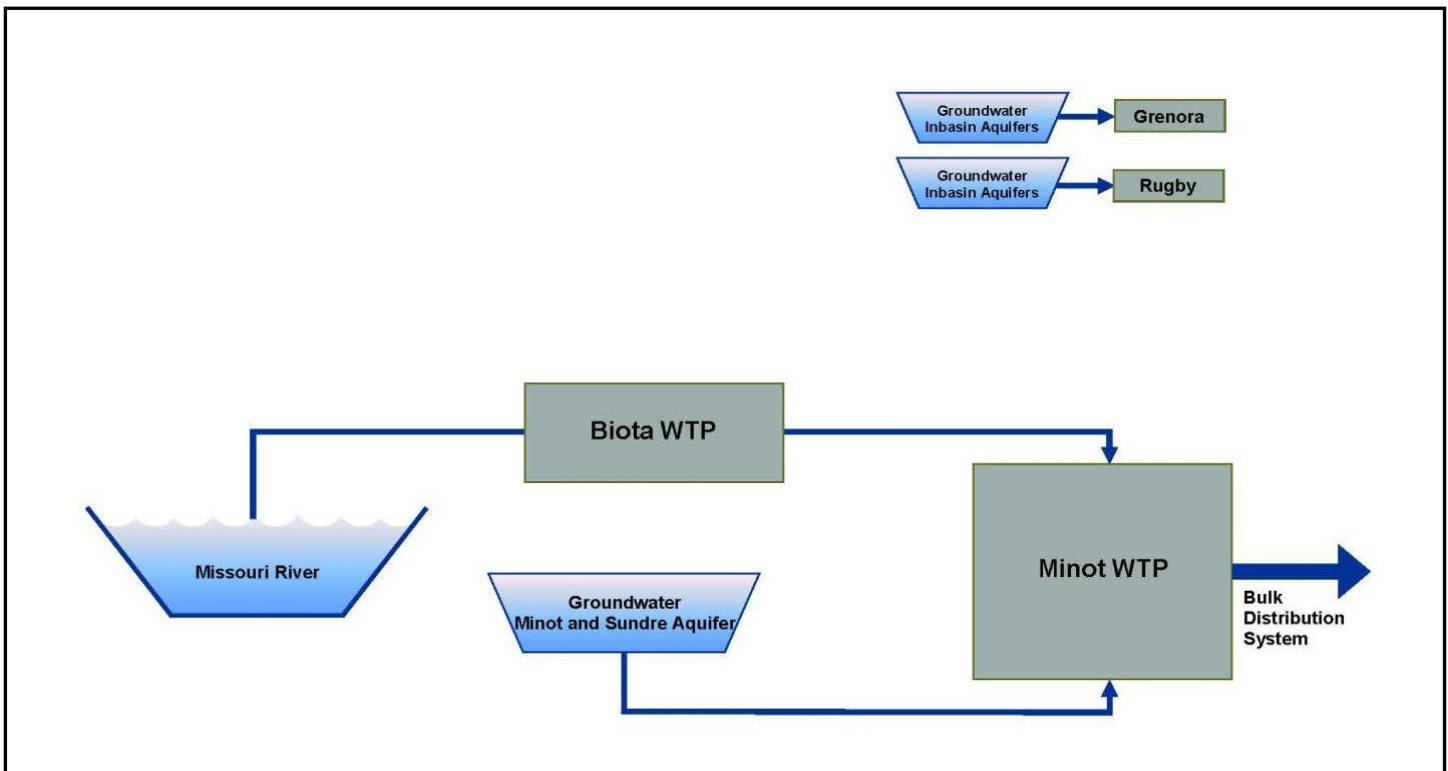 Groundwater
Inbasin Aquifers
Grenora
Groundwater
Inbasin Aquifers
Rugby
Biota WTP
Missouri River
Groundwater
Minot and Sundre Aquifer
Minot WTP
Bulk
Distribution
System